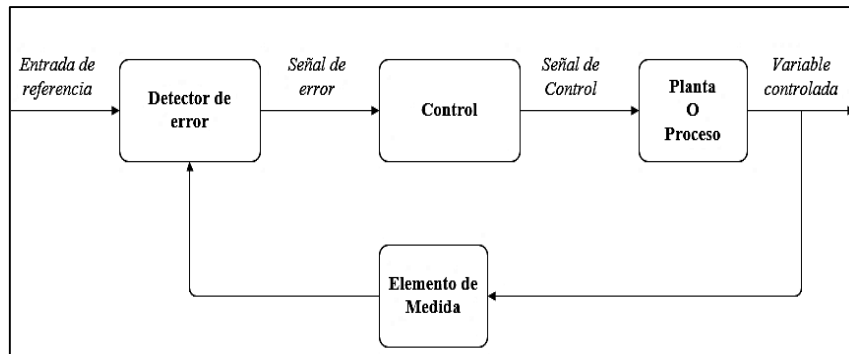 Entrada de
referencia
Detector de
error
Señal de
error
Control
Señal de
Control
Planta
O
Proceso
Variable
controlada
Elemento de
Medida